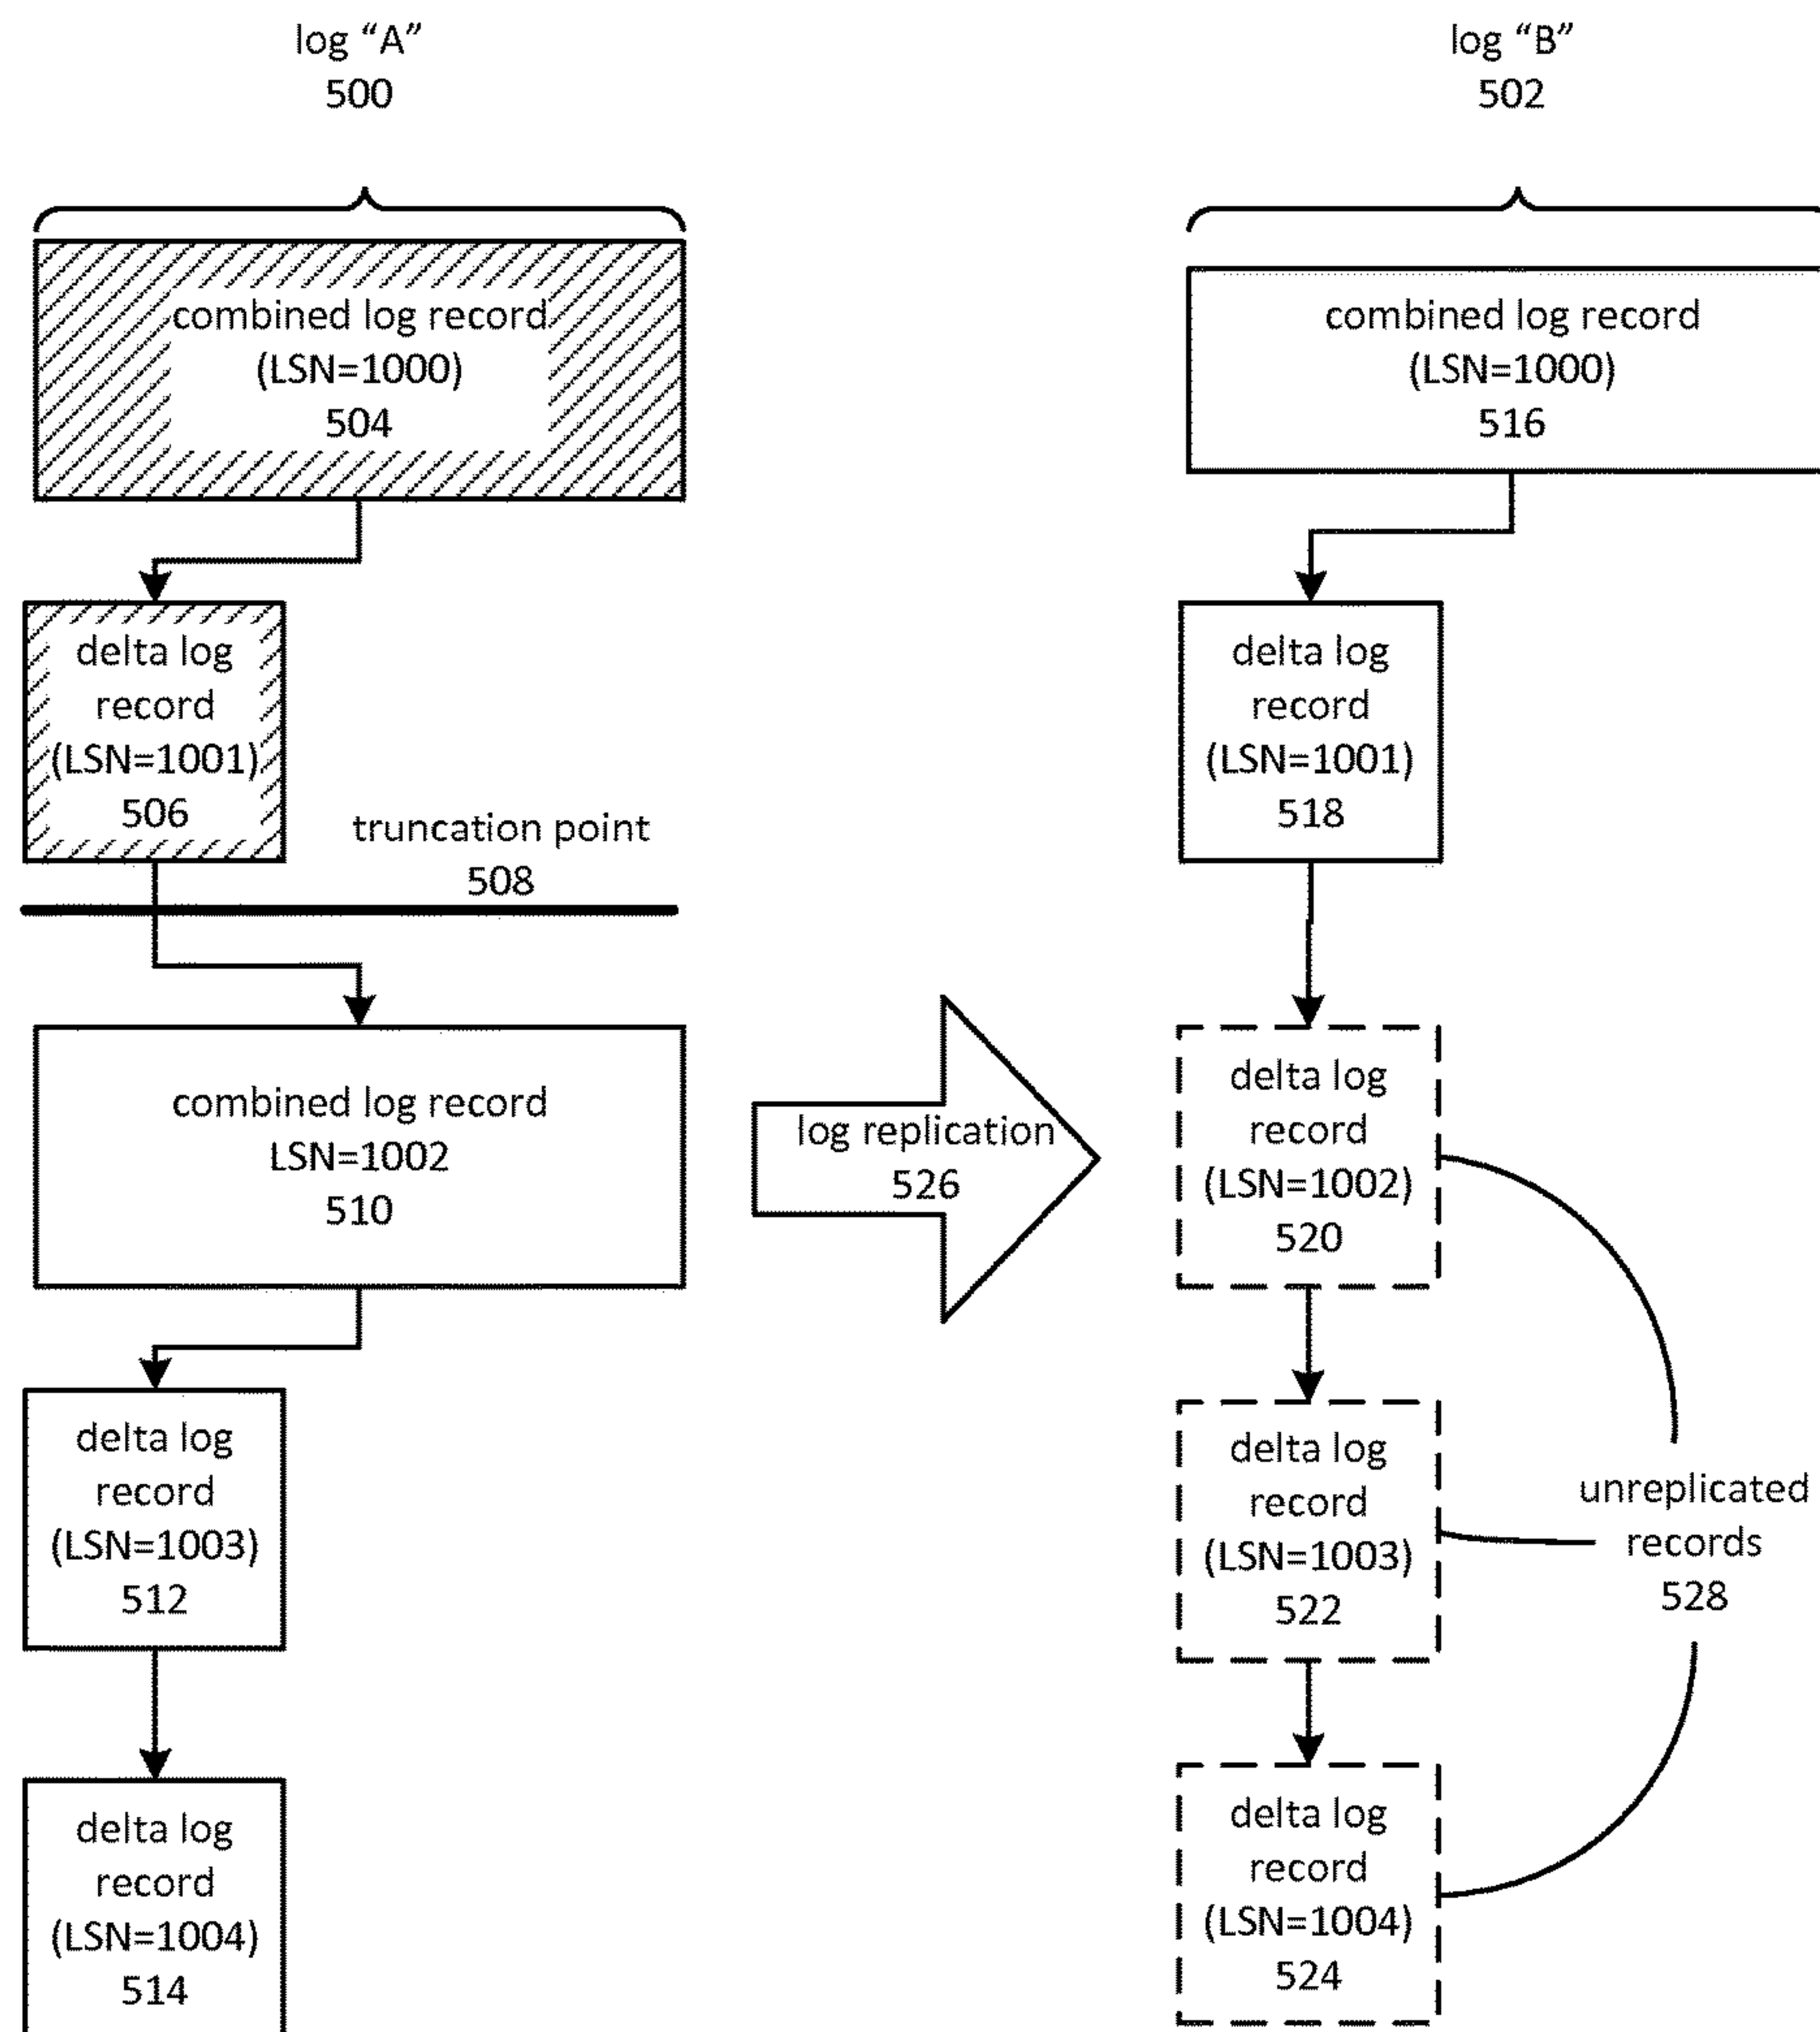 log “A”
500
log “B”
502
combined log record
(LSN=1000)
504
combined log record
(LSN=1000)
516
delta log
record
(LSN=1001)
506
delta log
record
(LSN=1001)
518
truncation point
508
combined log record
LSN=1002
510
log replication
526
delta log
record
(LSN=1002)
520
delta log
record
(LSN=1003)
512
delta log
record
(LSN=1003)
522
unreplicated
records
528
delta log
record
(LSN=1004)
514
delta log
record
(LSN=1004)
524